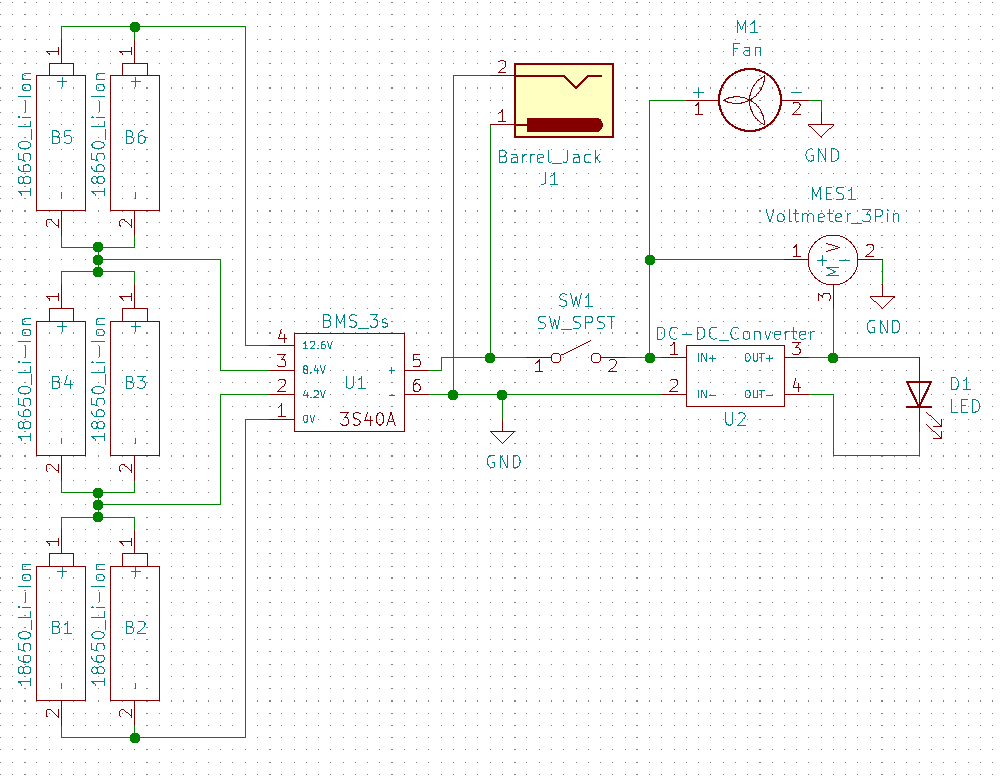 1
+
18650_Li-Ion
B5
-
2
1
+
18650_Li-Ion
B6
-
2
1
+
18650_Li-Ion
B4
-
2
1
+
18650_Li-Ion
B3
-
2
1
+
18650_Li-Ion
B1
-
2
1
+
18650_Li-Ion
B2
-
2
BMS_3s
4
12.6V
3
8.4V
2
4.2V
1
0V
U1
3S40A
+
5
-
6
2
1
Barrel_Jack
J1
GND
SW1
SW_SPST
1
2
M1
Fan
+
1
-
2
GND
MES1
Voltmeter_3Pin
1
+
V
-
M
2
3
GND
DC-DC_Converter
1
IN+
OUT+
3
2
IN-
OUT-
4
U2
D1
LED